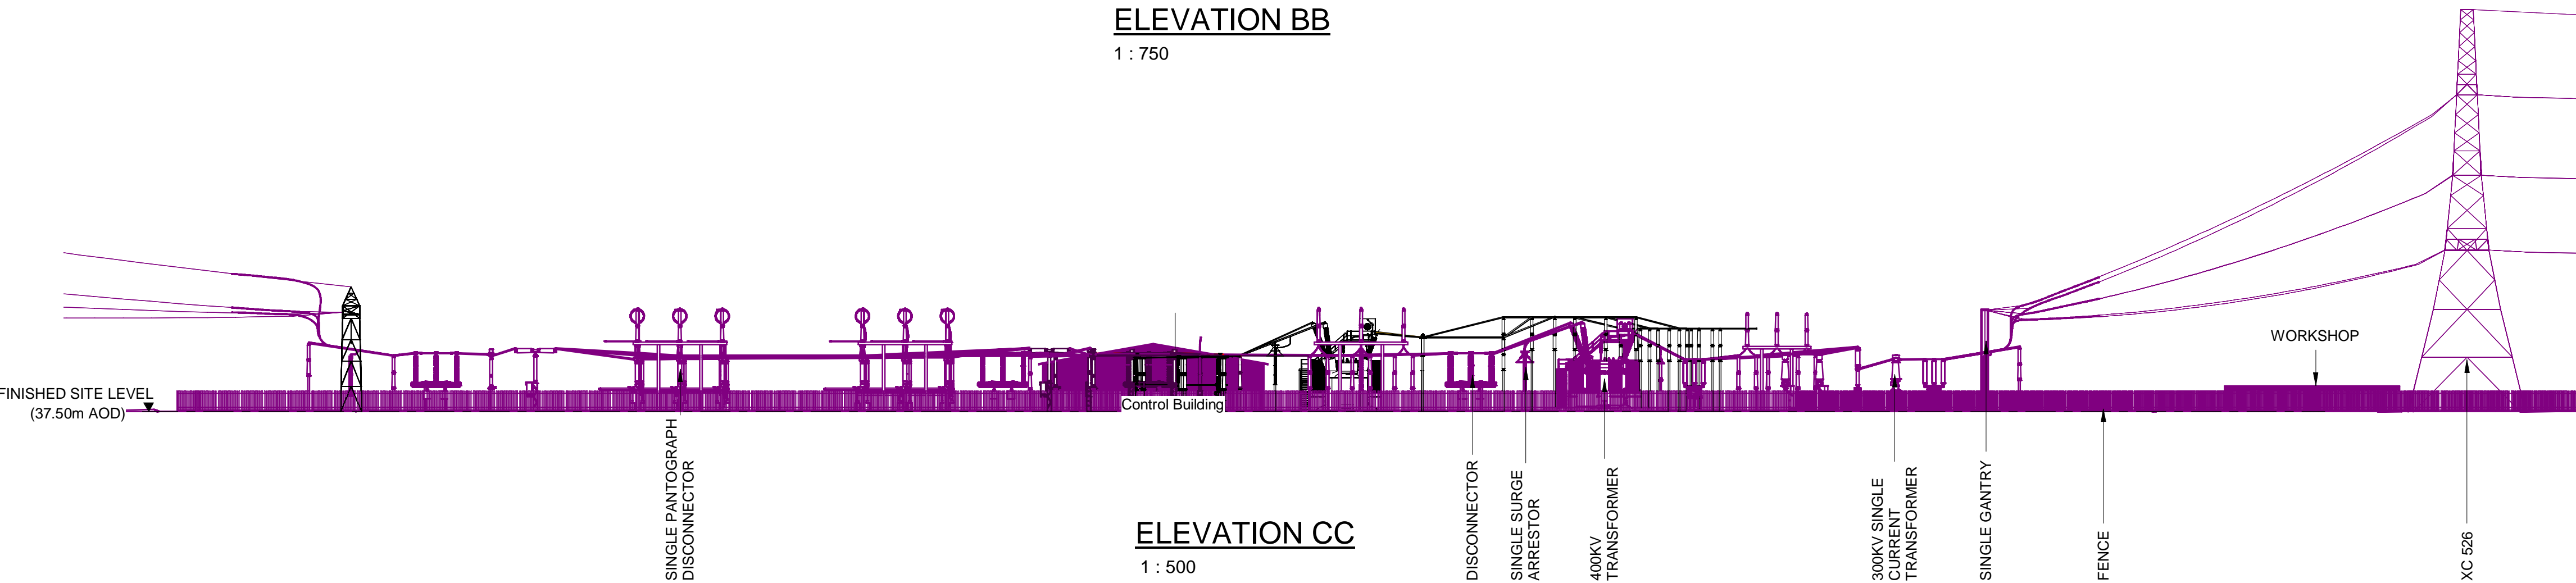 ELEVATION BB
1 : 750
WORKSHOP
FINISHED SITE LEVEL
(37.50m AOD)
Control Building
SINGLE PANTOGRAPH
DISCONNECTOR
DISCONNECTOR
SINGLE SURGE
ARRESTOR
400KV
TRANSFORMER
300KV SINGLE
CURRENT
TRANSFORMER
SINGLE GANTRY
FENCE
XC 526
ELEVATION CC
1 : 500